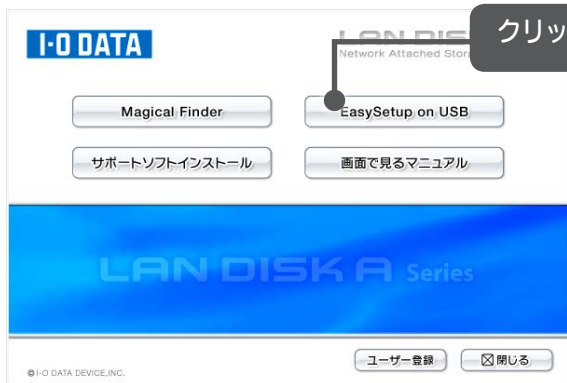 I-O DATA
LAN DISK
Network Attached Stor
クリッ
Magical Finder
EasySetup on USB
サポートソフトインストール
画面で見るマニュアル
LAN DISK A Series
ユーザー登録
閉じる
©I-O DATA DEVICE,INC.